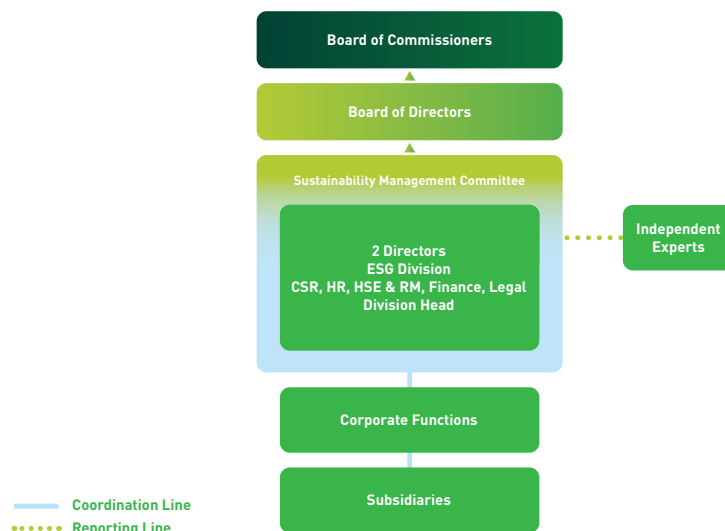 Board of Commissioners
Board of Directors
Sustainability Management Committee
2 Directors
ESG Division
CSR, HR, HSE & RM, Finance, Legal
Division Head
Independent
Experts
Corporate Functions
Subsidiaries
Coordination Line
Reporting Line